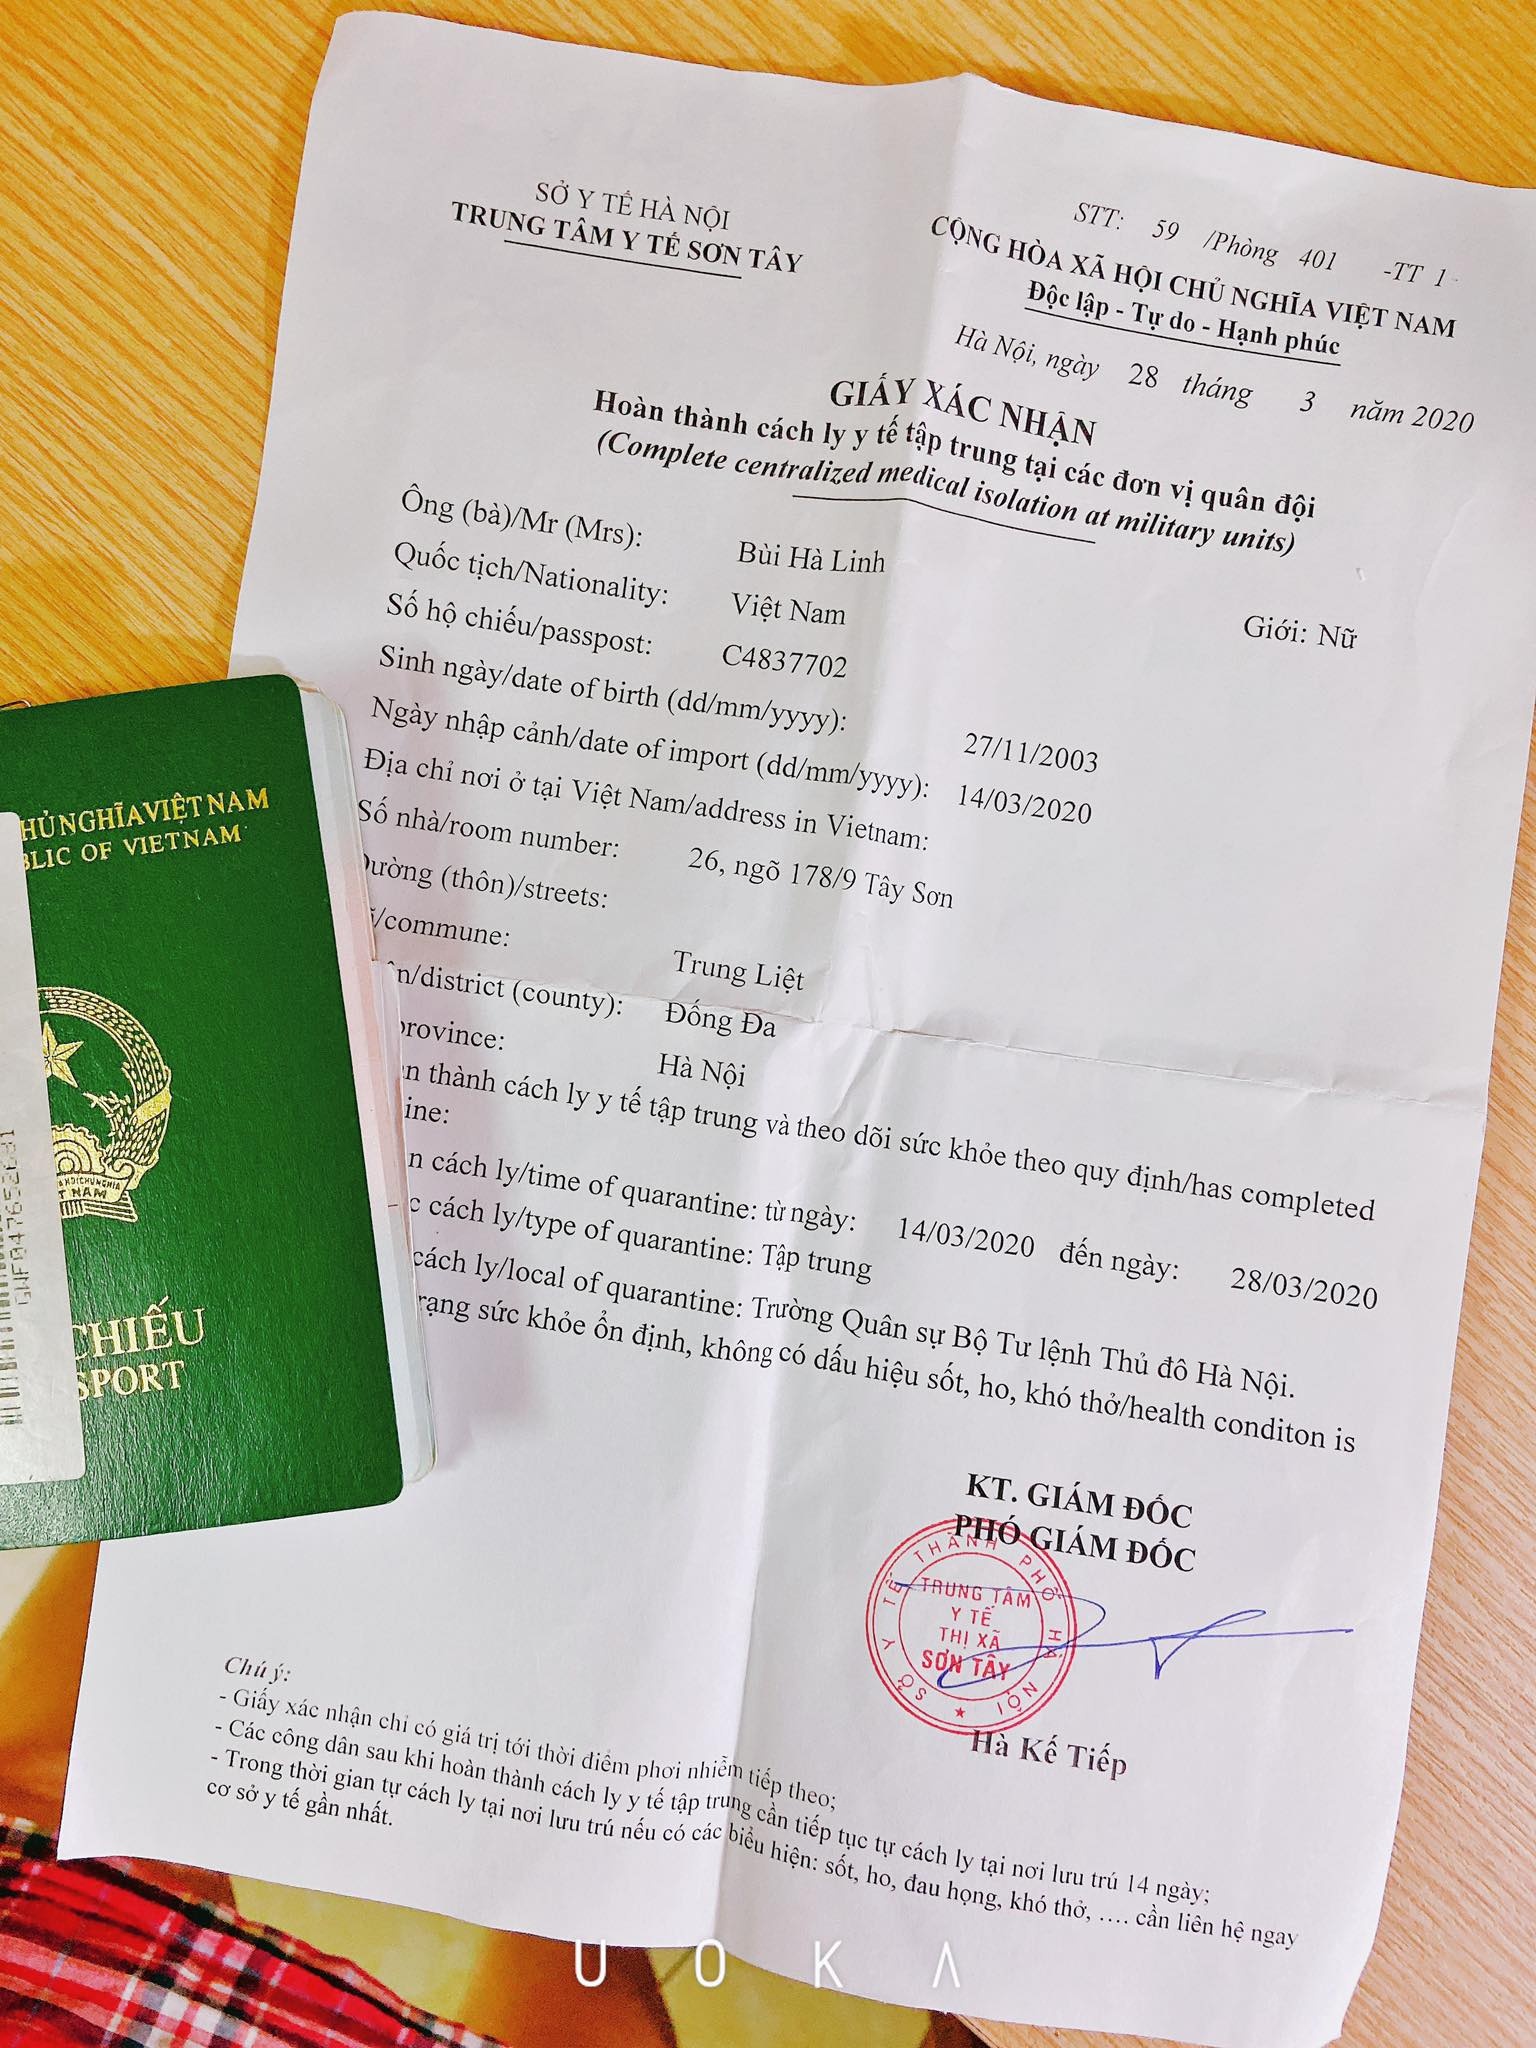 STT: 59 /Phòng 401 -TT 1
SỞ Y TẾ HÀ NỘI
TRUNG TÂM Y TẾ SƠN TÂY
CỘNG HÒA XÃ HỘI CHỦ NGHĨA VIỆT NAM
Độc lập - Tự do - Hạnh phúc
Hà Nội, ngày 28 tháng 3 năm 2020
GIẤY XÁC NHẬN
Hoàn thành cách ly y tế tập trung tại các đơn vị quân đội
(Complete centralized medical isolation at military units)
Ông (bà)/Mr (Mrs): Bùi Hà Linh
Giới: Nữ
Quốc tịch/Nationality: Việt Nam
Số hộ chiếu/passpost: C4837702
Sinh ngày/date of birth (dd/mm/yyyy): 27/11/2003
Ngày nhập cảnh/date of import (dd/mm/yyyy): 14/03/2020
Địa chỉ nơi ở tại Việt Nam/address in Vietnam:
Số nhà/room number: 26, ngõ 178/9 Tây Sơn
Đường (thôn)/streets:
/commune: Trung Liệt
/district (county): Đống Đa
province: Hà Nội
thành cách ly y tế tập trung và theo dõi sức khỏe theo quy định/has completed
ine:
n cách ly/time of quarantine: từ ngày: 14/03/2020 đến ngày: 28/03/2020
c cách ly/type of quarantine: Tập trung
cách ly/local of quarantine: Trường Quân sự Bộ Tư lệnh Thủ đô Hà Nội.
rạng sức khỏe ổn định, không có dấu hiệu sốt, ho, khó thở/health conditon is
KT. GIÁM ĐỐC
PHÓ GIÁM ĐỐC
SỞ Y TẾ THÀNH PHỐ HÀ NỘI
TRUNG TÂM
Y TẾ
THỊ XÃ
SƠN TÂY
Hà Kế Tiếp
Chú ý:
- Giấy xác nhận chỉ có giá trị tới thời điểm phơi nhiễm tiếp theo;
- Các công dân sau khi hoàn thành cách ly y tế tập trung cần tiếp tục tự cách ly tại nơi lưu trú 14 ngày;
- Trong thời gian tự cách ly tại nơi lưu trú nếu có các biểu hiện: sốt, ho, đau họng, khó thở, …. cần liên hệ ngay
cơ sở y tế gần nhất.
HỦ NGHĨA VIỆT NAM
BLIC OF VIETNAM
VIỆT NAM
CHIẾU
SPORT
UOKA